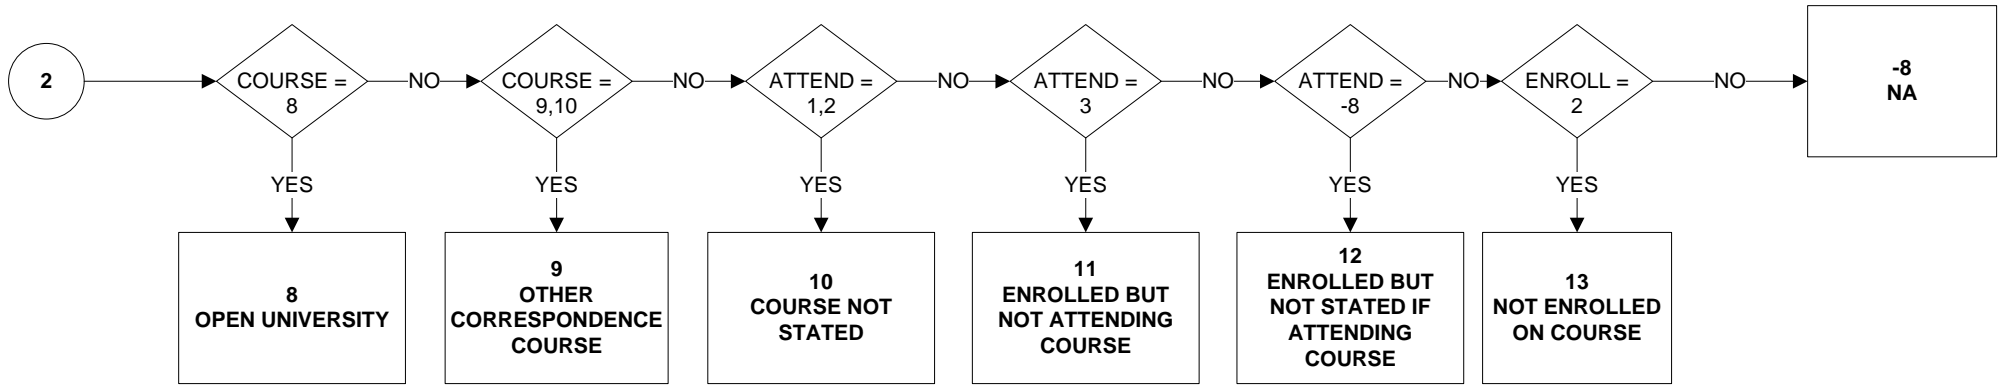 2
COURSE =
8
NO
COURSE =
9,10
NO
ATTEND =
1,2
NO
ATTEND =
3
NO
ATTEND =
-8
NO
ENROLL =
2
NO
-8
NA
YES
YES
YES
YES
YES
YES
8
OPEN UNIVERSITY
9
OTHER
CORRESPONDENCE
COURSE
10
COURSE NOT
STATED
11
ENROLLED BUT
NOT ATTENDING
COURSE
12
ENROLLED BUT
NOT STATED IF
ATTENDING
COURSE
13
NOT ENROLLED
ON COURSE